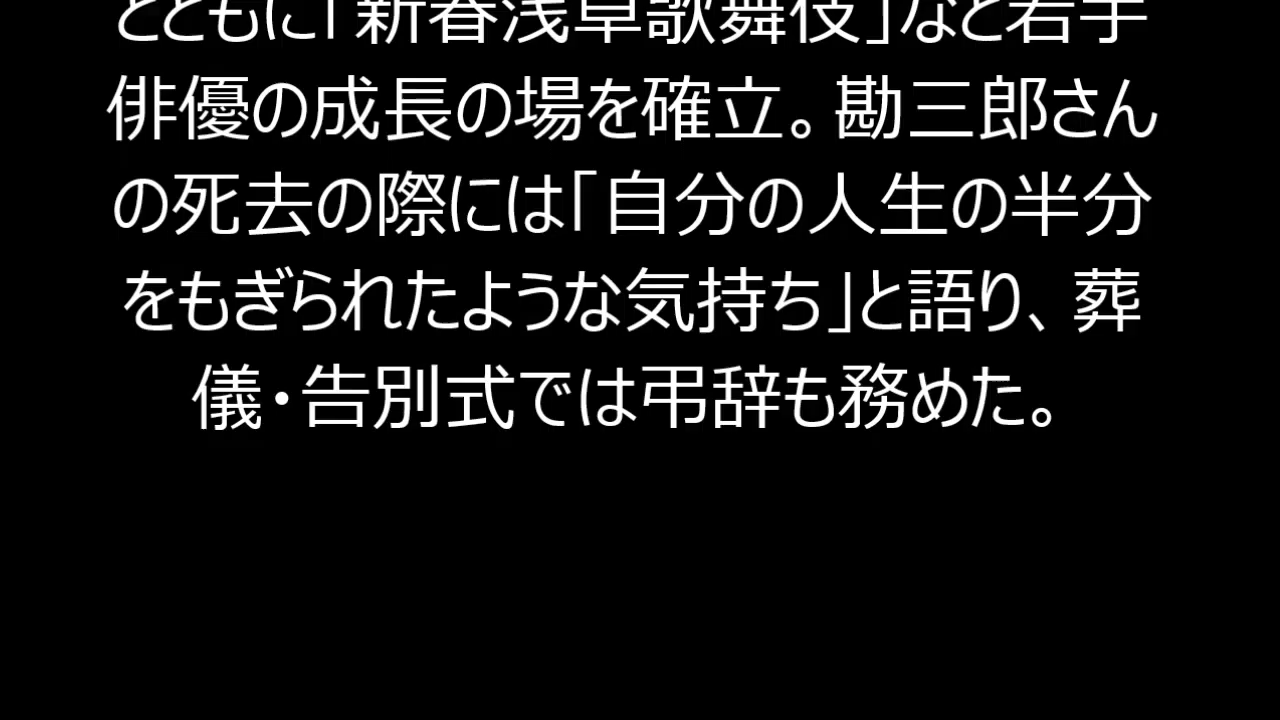 とともに「新春浅草歌舞伎」など若手
俳優の成長の場を確立。勘三郎さん
の死去の際には「自分の人生の半分
をもぎられたような気持ち」と語り、葬
儀・告別式では弔辞も務めた。